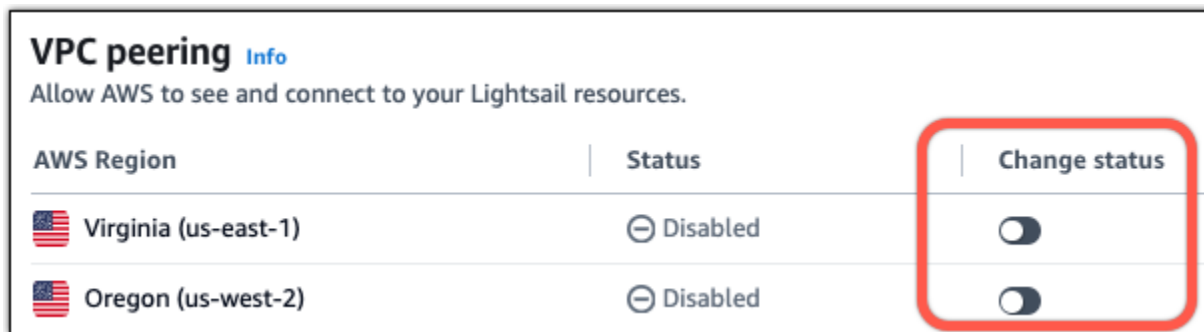 VPC peering Info
Allow AWS to see and connect to your Lightsail resources.
AWS Region Status Change status
Virginia (us-east-1) Disabled
Oregon (us-west-2) Disabled